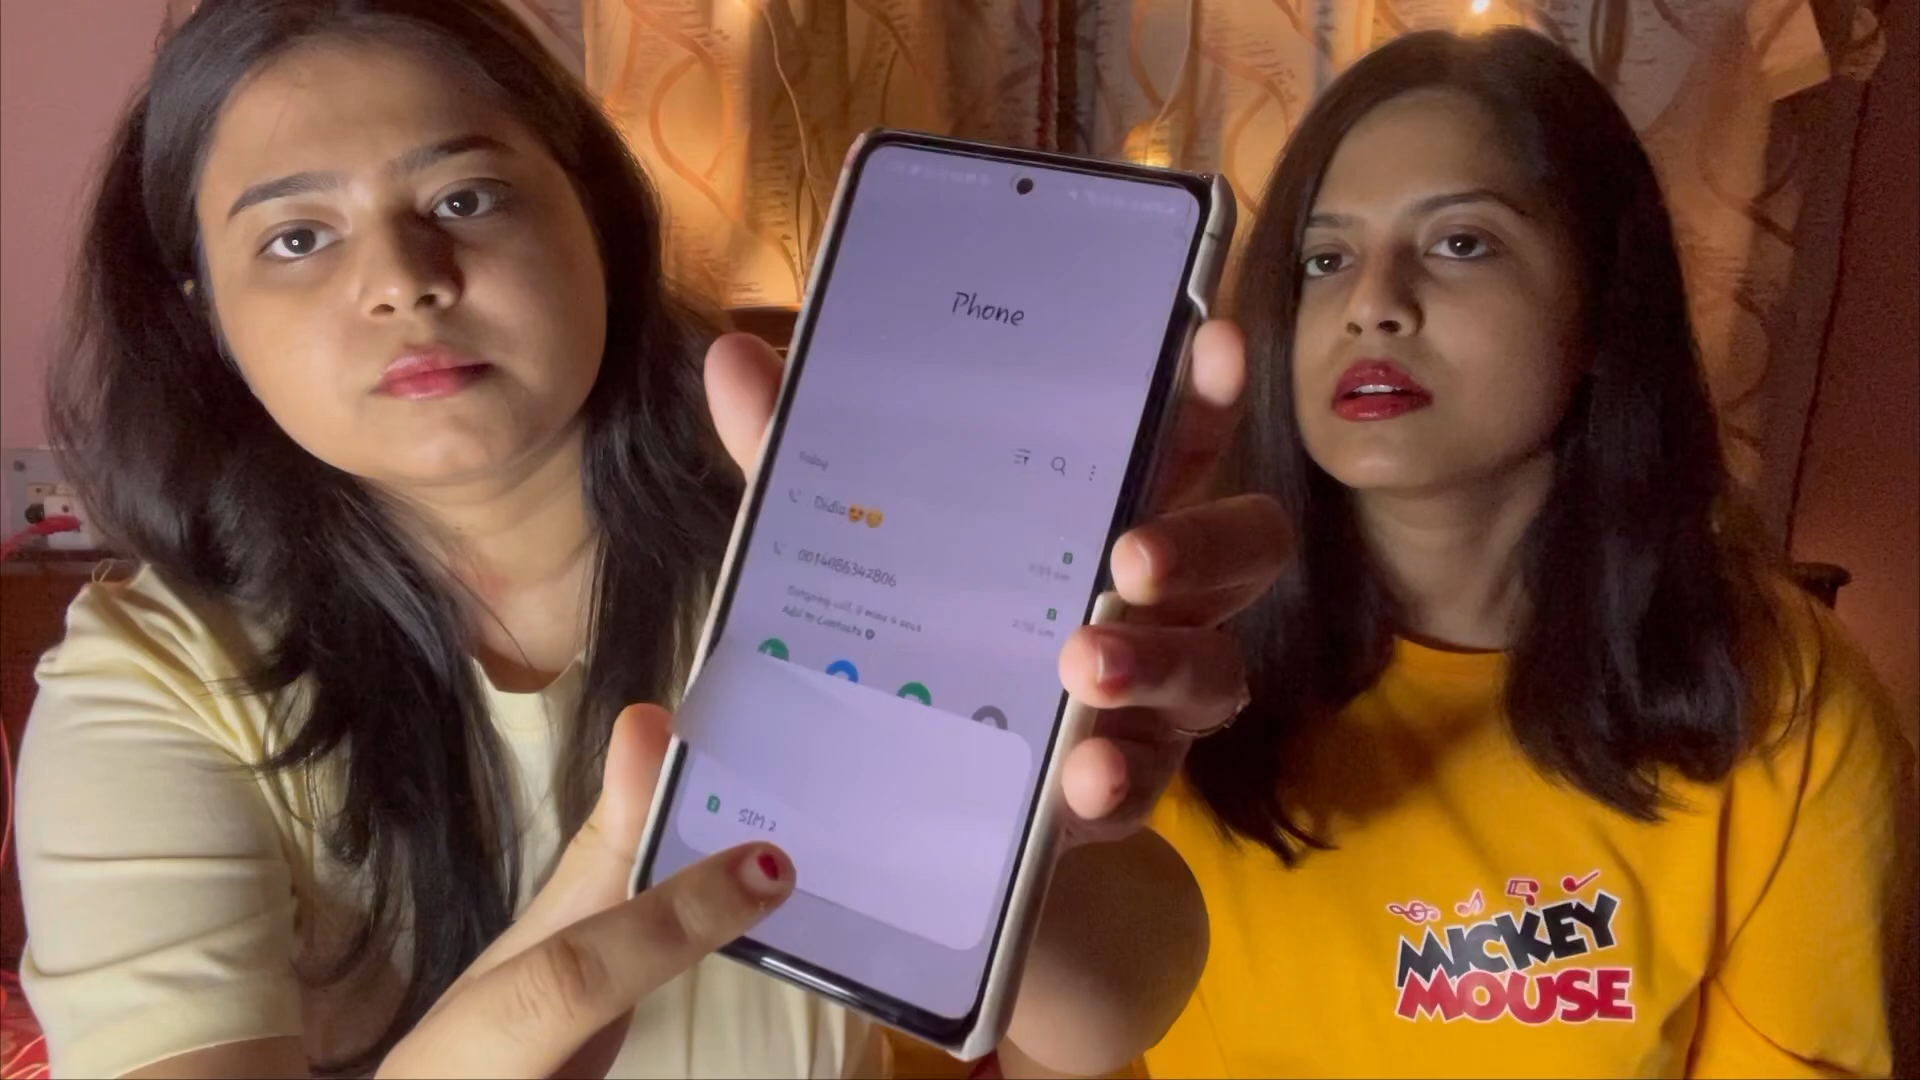 Phone
Today
Didia😍😊
0014086342806
Outgoing call, 0 mins 4 secs
Add to Contacts
SIM 2
MICKEY
MOUSE